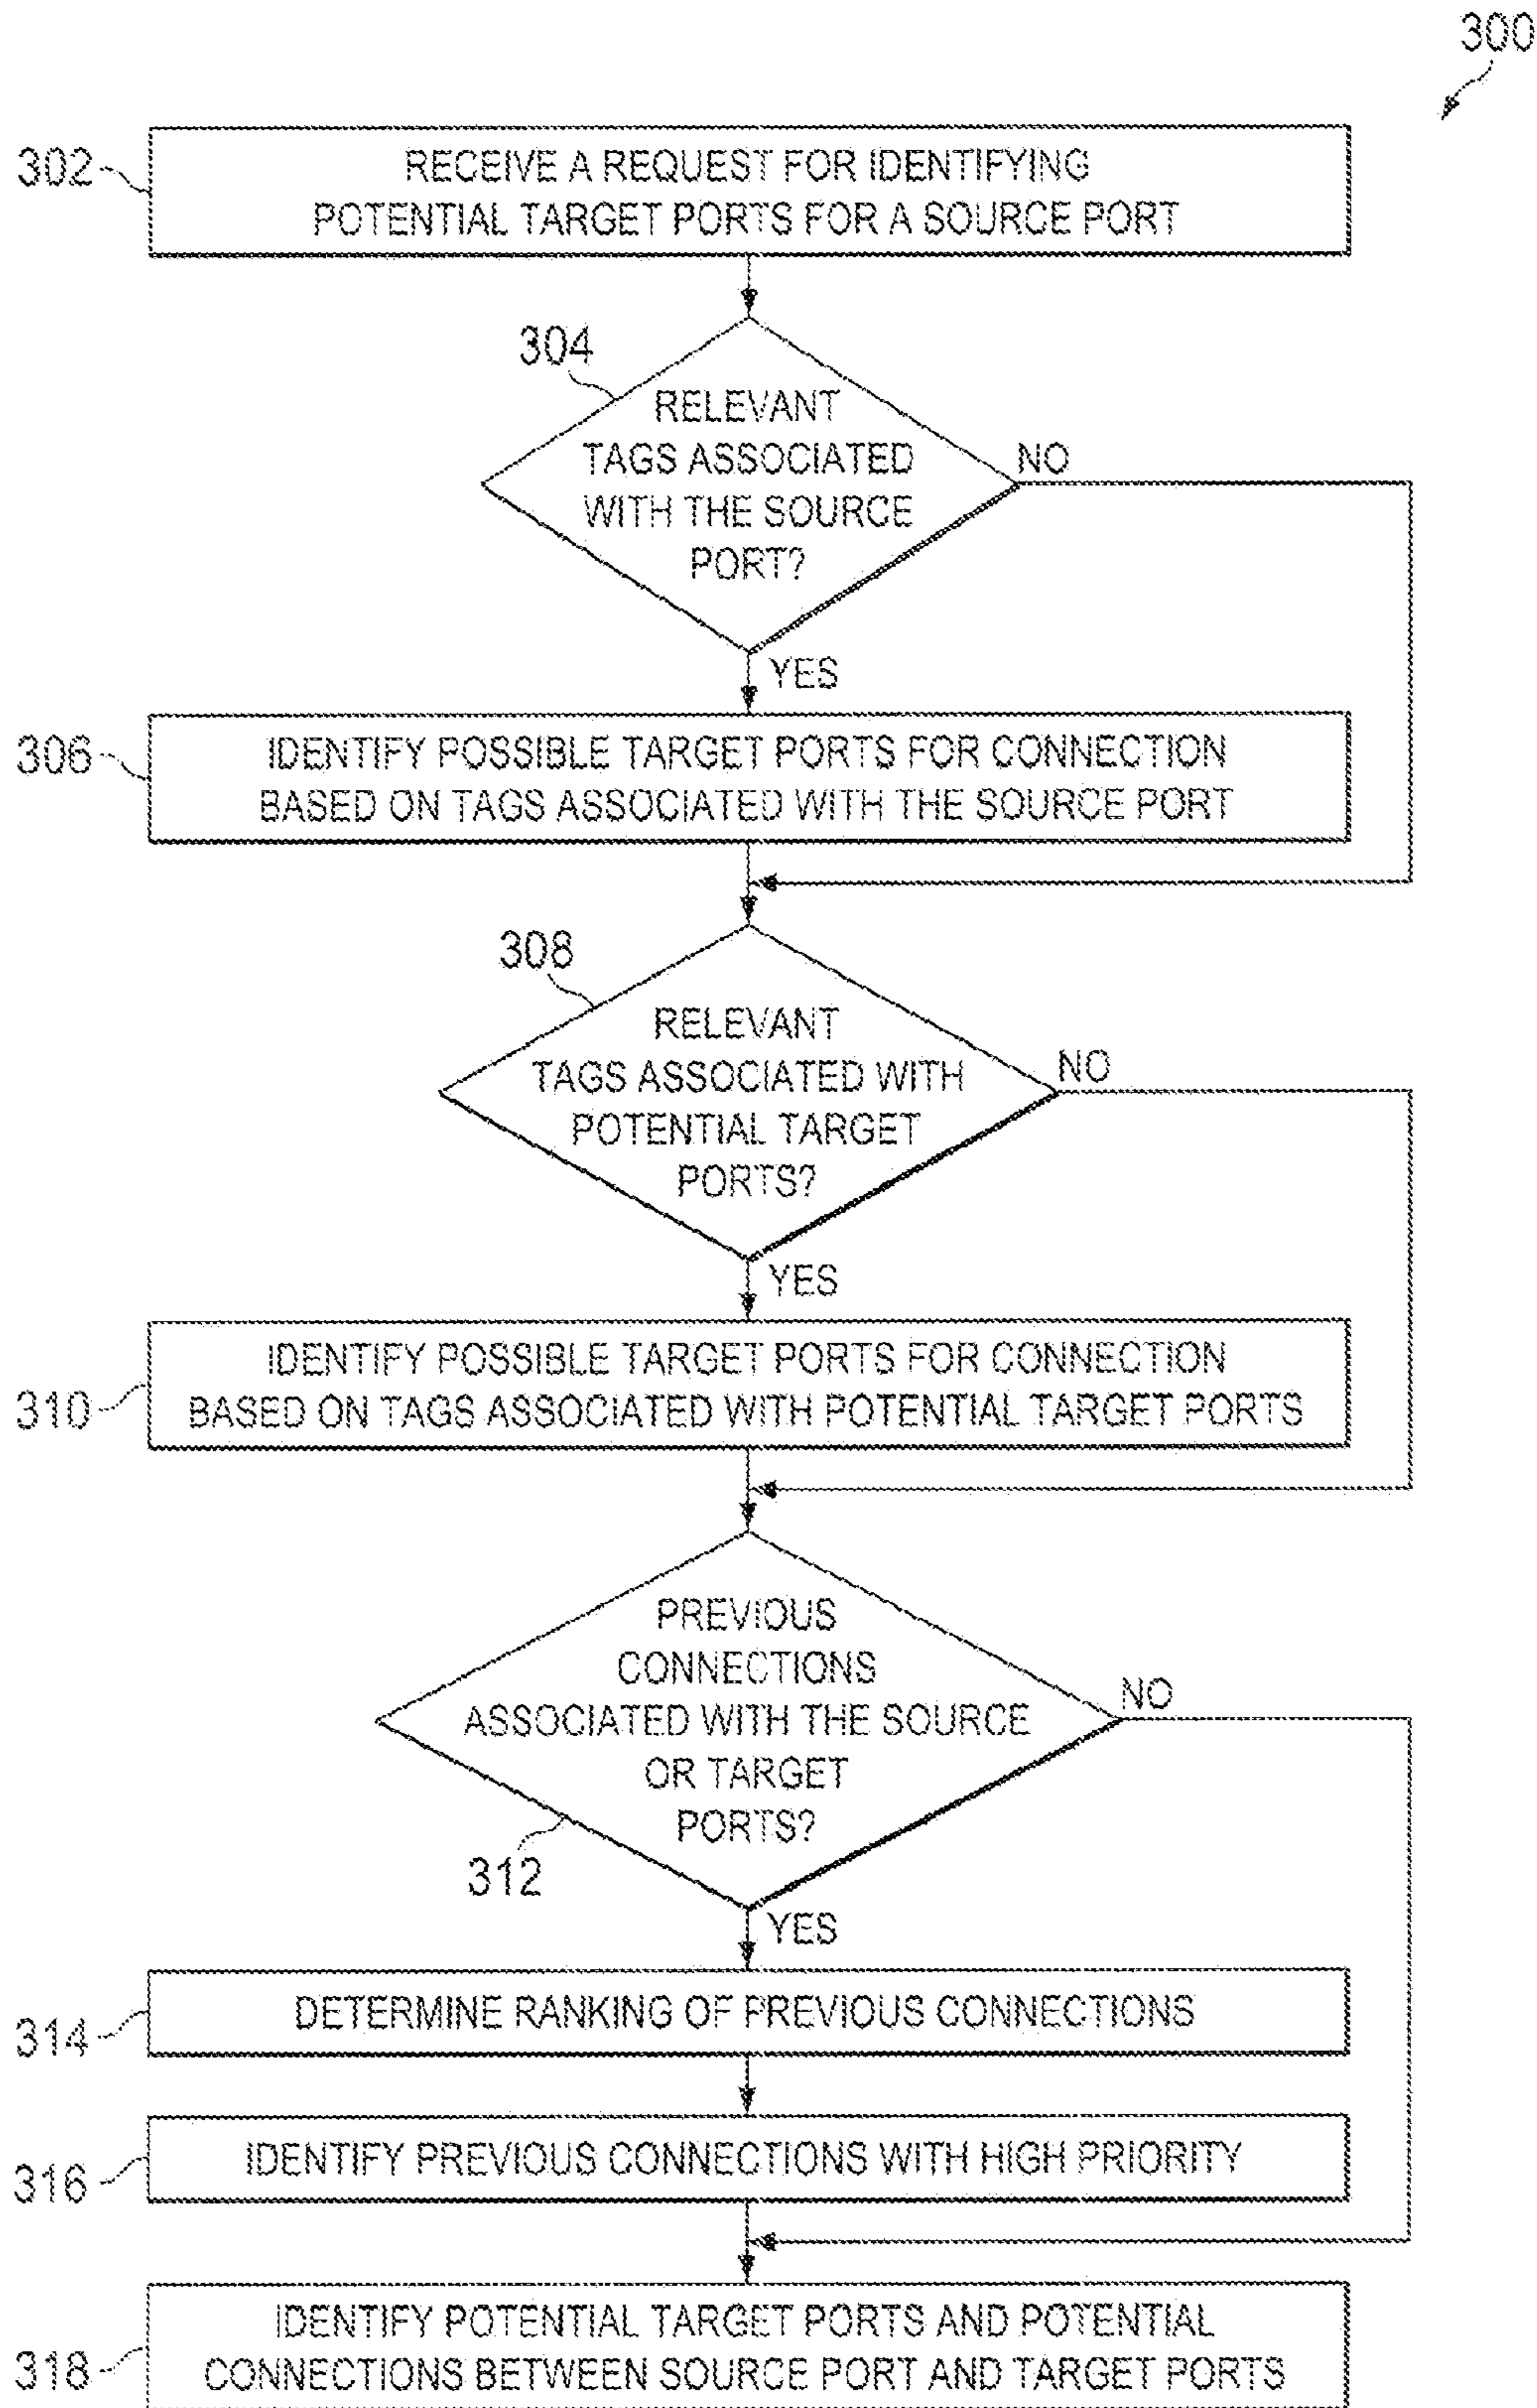 300
302
RECEIVE A REQUEST FOR IDENTIFYING
POTENTIAL TARGET PORTS FOR A SOURCE PORT
304
RELEVANT
TAGS ASSOCIATED
WITH THE SOURCE
PORT?
NO
YES
306
IDENTIFY POSSIBLE TARGET PORTS FOR CONNECTION
BASED ON TAGS ASSOCIATED WITH THE SOURCE PORT
308
RELEVANT
TAGS ASSOCIATED WITH
POTENTIAL TARGET
PORTS?
NO
YES
310
IDENTIFY POSSIBLE TARGET PORTS FOR CONNECTION
BASED ON TAGS ASSOCIATED WITH POTENTIAL TARGET PORTS
PREVIOUS
CONNECTIONS
ASSOCIATED WITH THE SOURCE
OR TARGET
PORTS?
NO
312
YES
314
DETERMINE RANKING OF PREVIOUS CONNECTIONS
316
IDENTIFY PREVIOUS CONNECTIONS WITH HIGH PRIORITY
318
IDENTIFY POTENTIAL TARGET PORTS AND POTENTIAL
CONNECTIONS BETWEEN SOURCE PORT AND TARGET PORTS